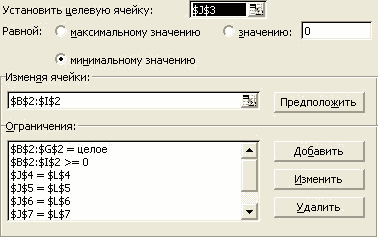 Установить целевую ячейку: $J$3
Равной: максимальному значению значению: 0
минимальному значению
Изменяя ячейки:
$B$2:$I$2 Предположить
Ограничения:
$B$2:$G$2 = целое Добавить
$B$2:$I$2 >= 0
$J$4 = $L$4 Изменить
$J$5 = $L$5
$J$6 = $L$6 Удалить
$J$7 = $L$7